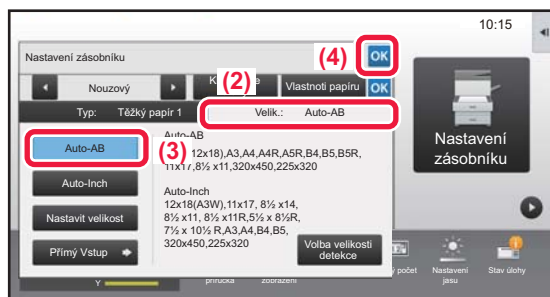 10:15
Nastavení zásobníku
(4)
OK
Nouzový
(2)
Vlastnoti papíru
OK
Typ: Těžký papír 1
Velik.: Auto-AB
Auto-AB
(3)
Auto-AB
12x18),A3,A4,A4R,A5R,B4,B5,B5R,
11x17,8½ x11,320x450,225x320
Auto-Inch
Auto-Inch
12x18(A3W),11x17, 8½ x14,
8½ x11, 8½ x11R,5½ x 8½R,
7½ x 10½ R,A3,A4,B4,B5,
320x450,225x320
Nastavit velikost
Přímý Vstup
Volba velikosti
detekce
Nastavení
zásobníku
Y
příručka
zobrazení
počet
Nastavení
jasu
Stav úlohy